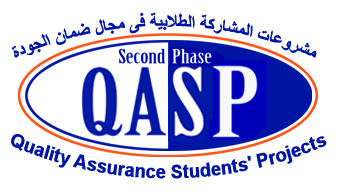 مشروعات المشاركة الطلابية فى مجال ضمان الجودة
Second Phase
QASP
Quality Assurance Students' Projects